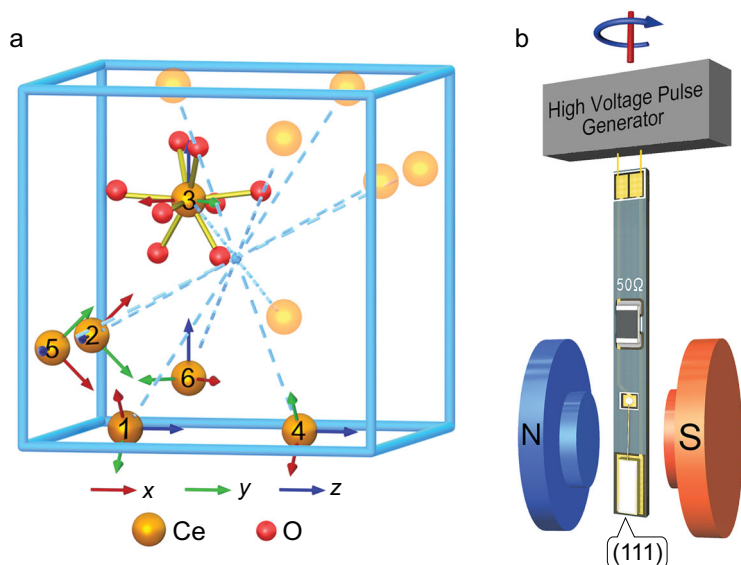 a
3
5
2
6
1
4
x
y
z
Ce
O
b
High Voltage Pulse
Generator
50Ω
N
S
(111)